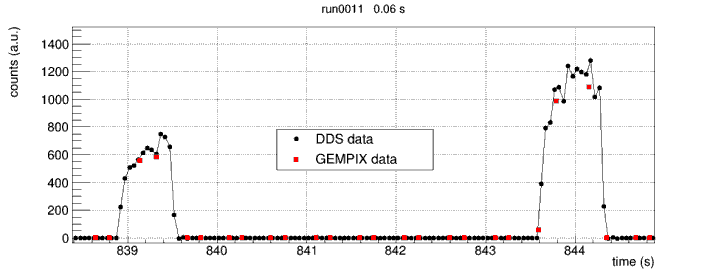 run0011 0.06 s
counts (a.u.)
1400
1200
1000
800
600
400
200
0
DDS data
GEMPIX data
839 840 841 842 843 844
time (s)